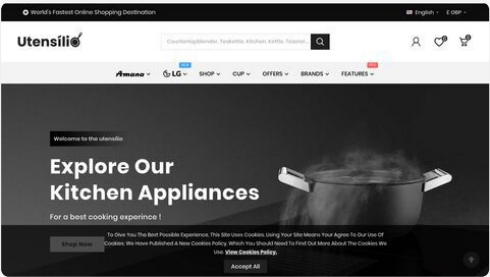 World's Fastest Online Shopping Destination
English
£ GBP
Utensilio
Countertop Blender, Teakettle, Kitchen, Kettle, Toaster...
0
0
Amana
LG
SHOP
CUP
OFFERS
BRANDS
FEATURES
Welcome to the utensilio
Explore Our
Kitchen Appliances
For a best cooking experince !
Shop Now
To Give You The Best Possible Experience, This Site Uses Cookies. Using Your Site Means Your Agree To Our Use Of
Cookies. We Have Published A New Cookies Policy, Which You Should Need To Find Out More About The Cookies We
Use. View Cookies Policy.
Accept All